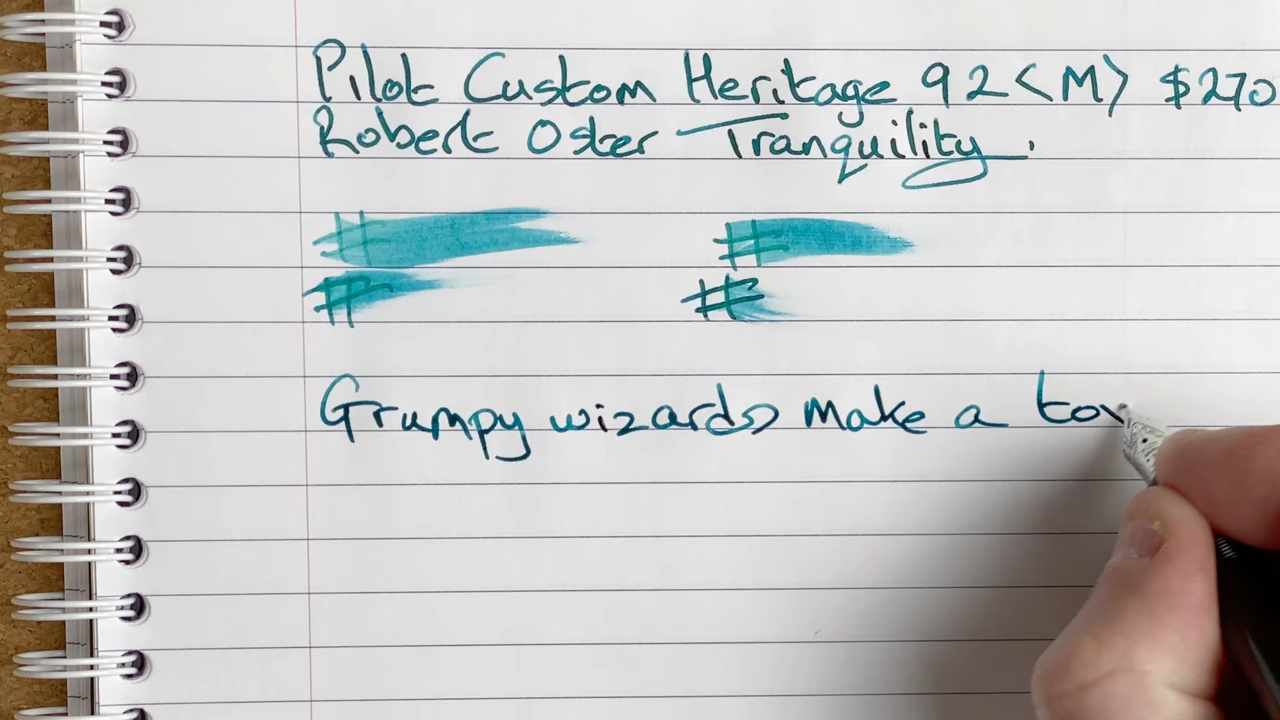 Pilot Custom Heritage 92 <M> $270
Robert Oster Tranquility.
# #
# #
Grumpy wizards make a to